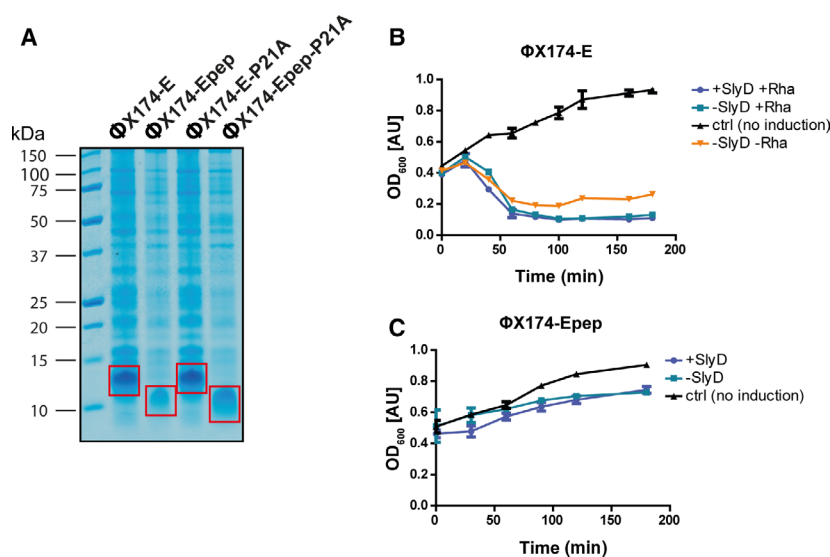 A
ΦX174-E
ΦX174-Epep
ΦX174-E-P21A
ΦX174-Epep-P21A
kDa
150
100
75
50
37
25
20
15
10
B
ΦX174-E
OD600 [AU]
1.0
0.8
0.6
0.4
0.2
0.0
0
50
100
150
200
Time (min)
+SlyD +Rha
-SlyD +Rha
ctrl (no induction)
-SlyD -Rha
C
ΦX174-Epep
OD600 [AU]
1.0
0.8
0.6
0.4
0.2
0.0
0
50
100
150
200
Time (min)
+SlyD
-SlyD
ctrl (no induction)